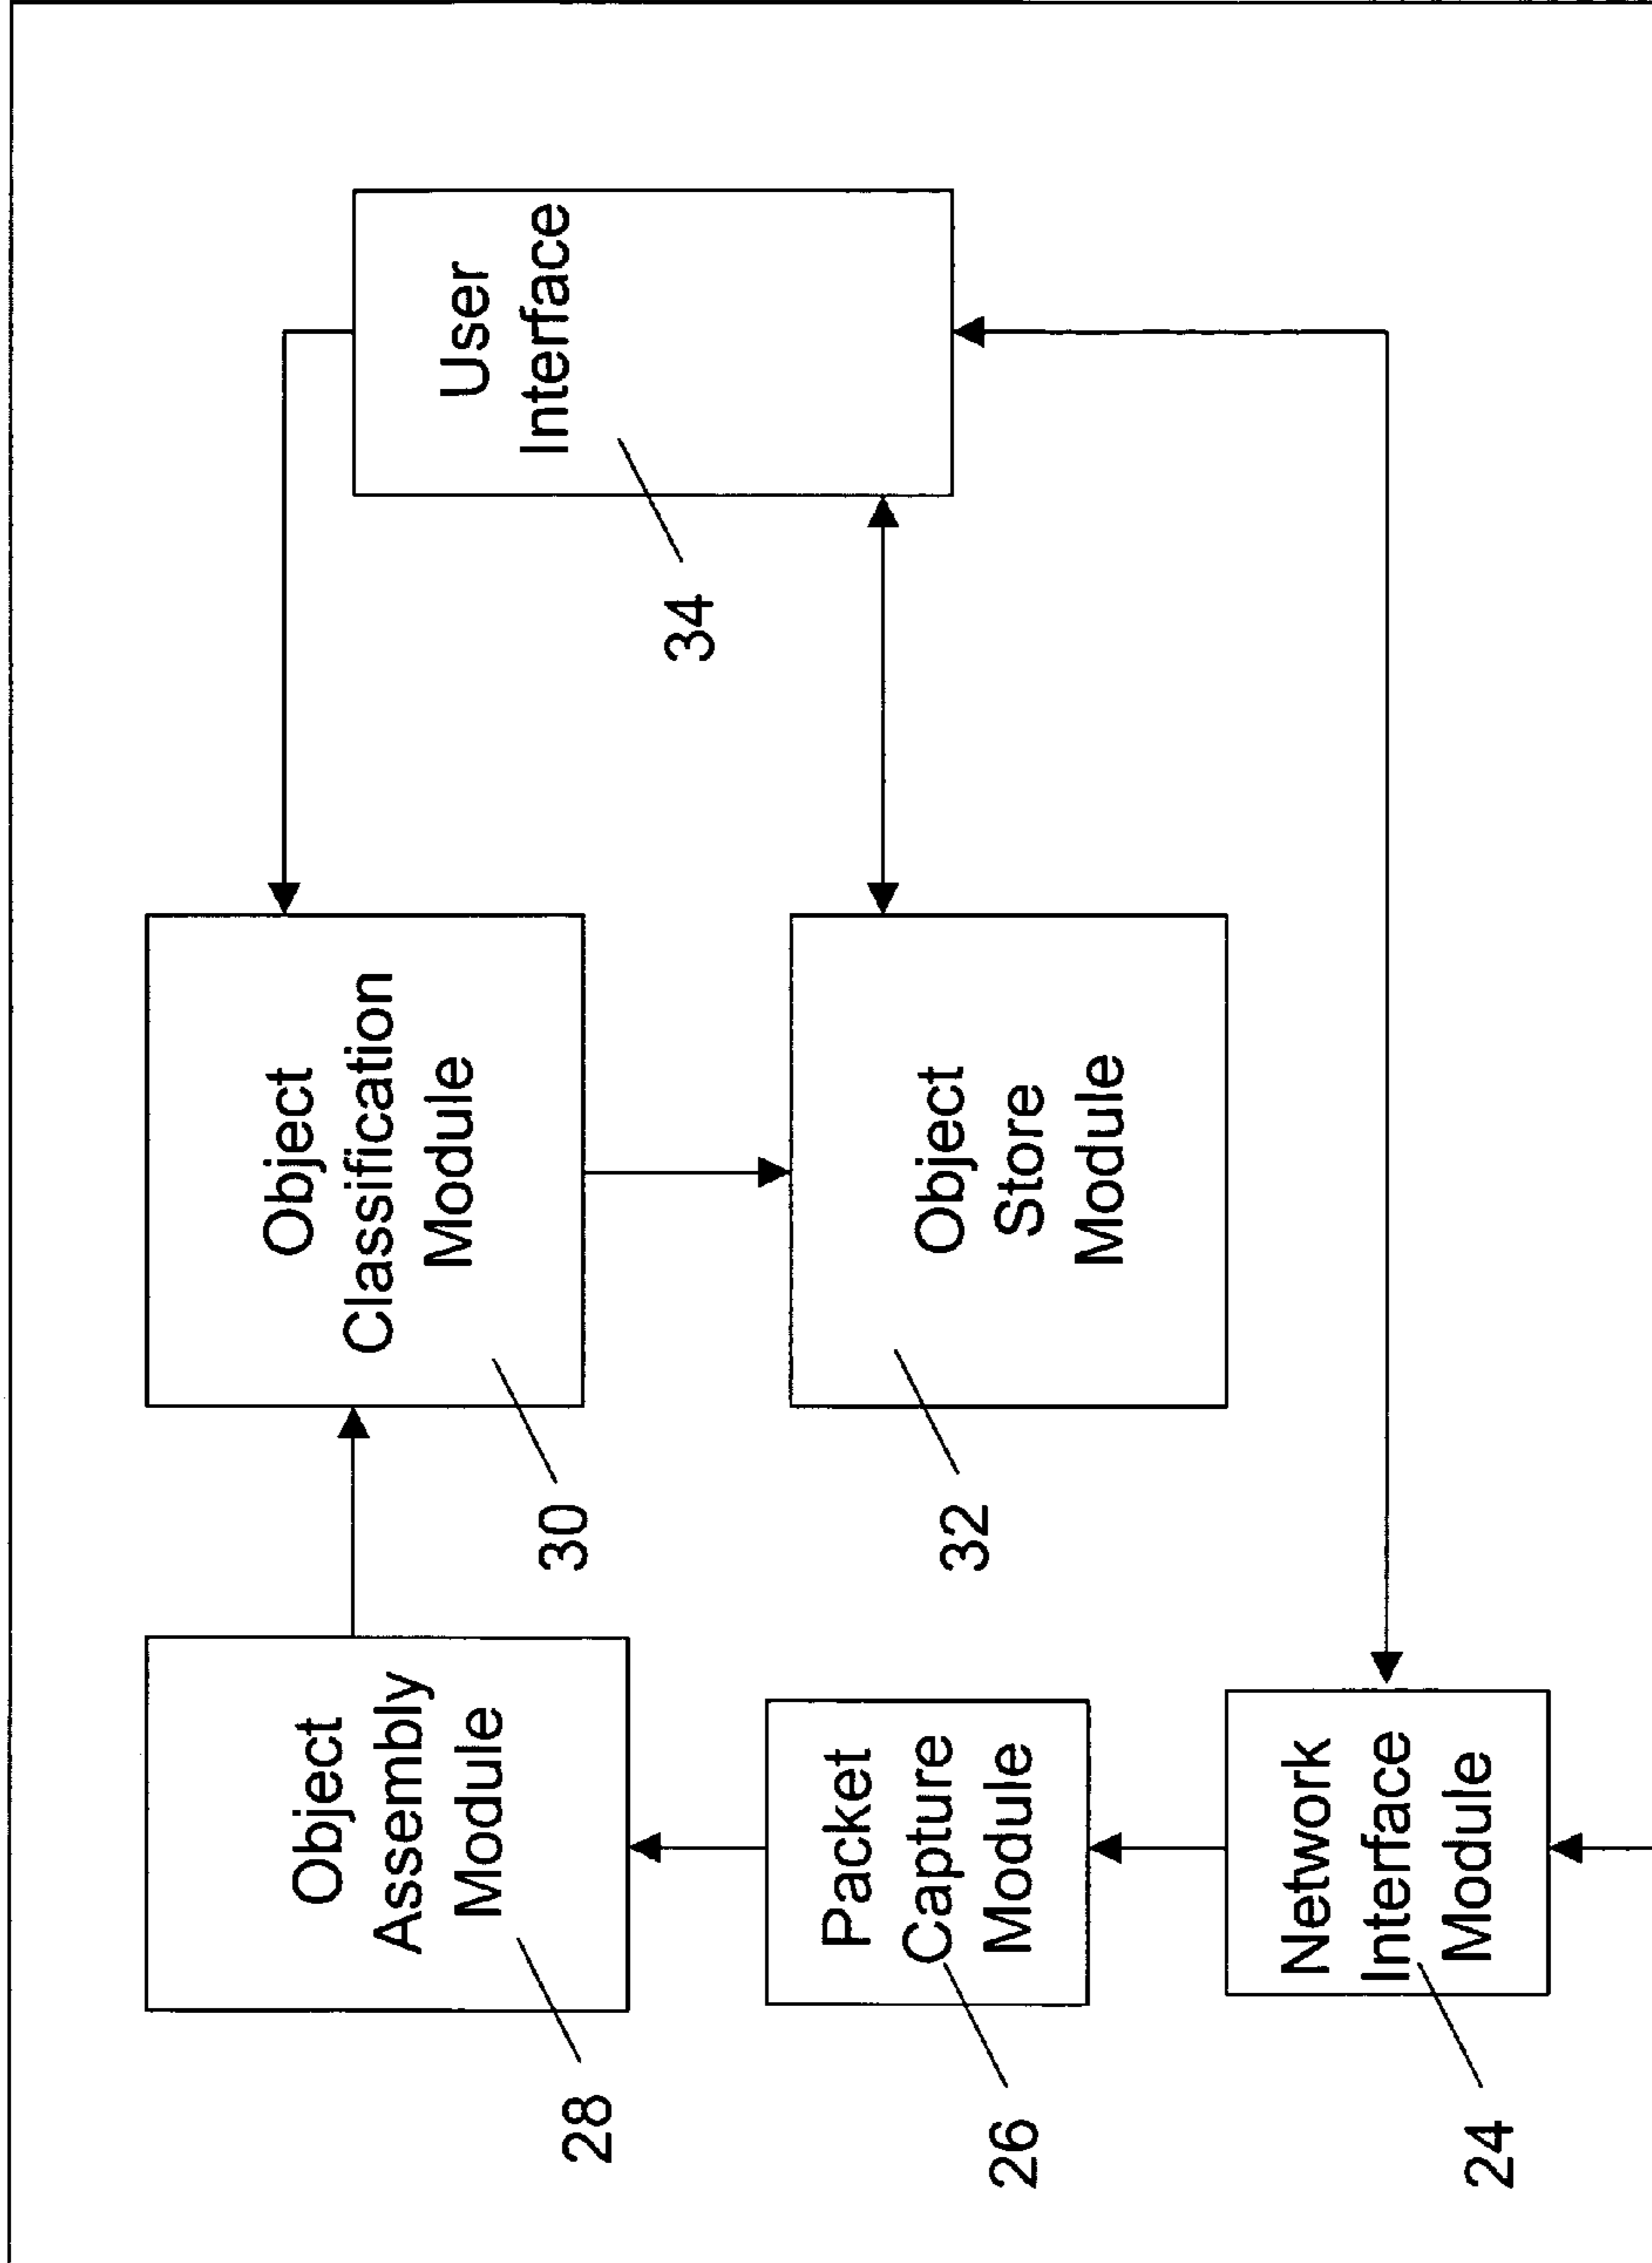 Object
Assembly
Module
28
Packet
Capture
Module
26
Network
Interface
Module
24
Object
Classification
Module
30
Object
Store
Module
32
User
Interface
34